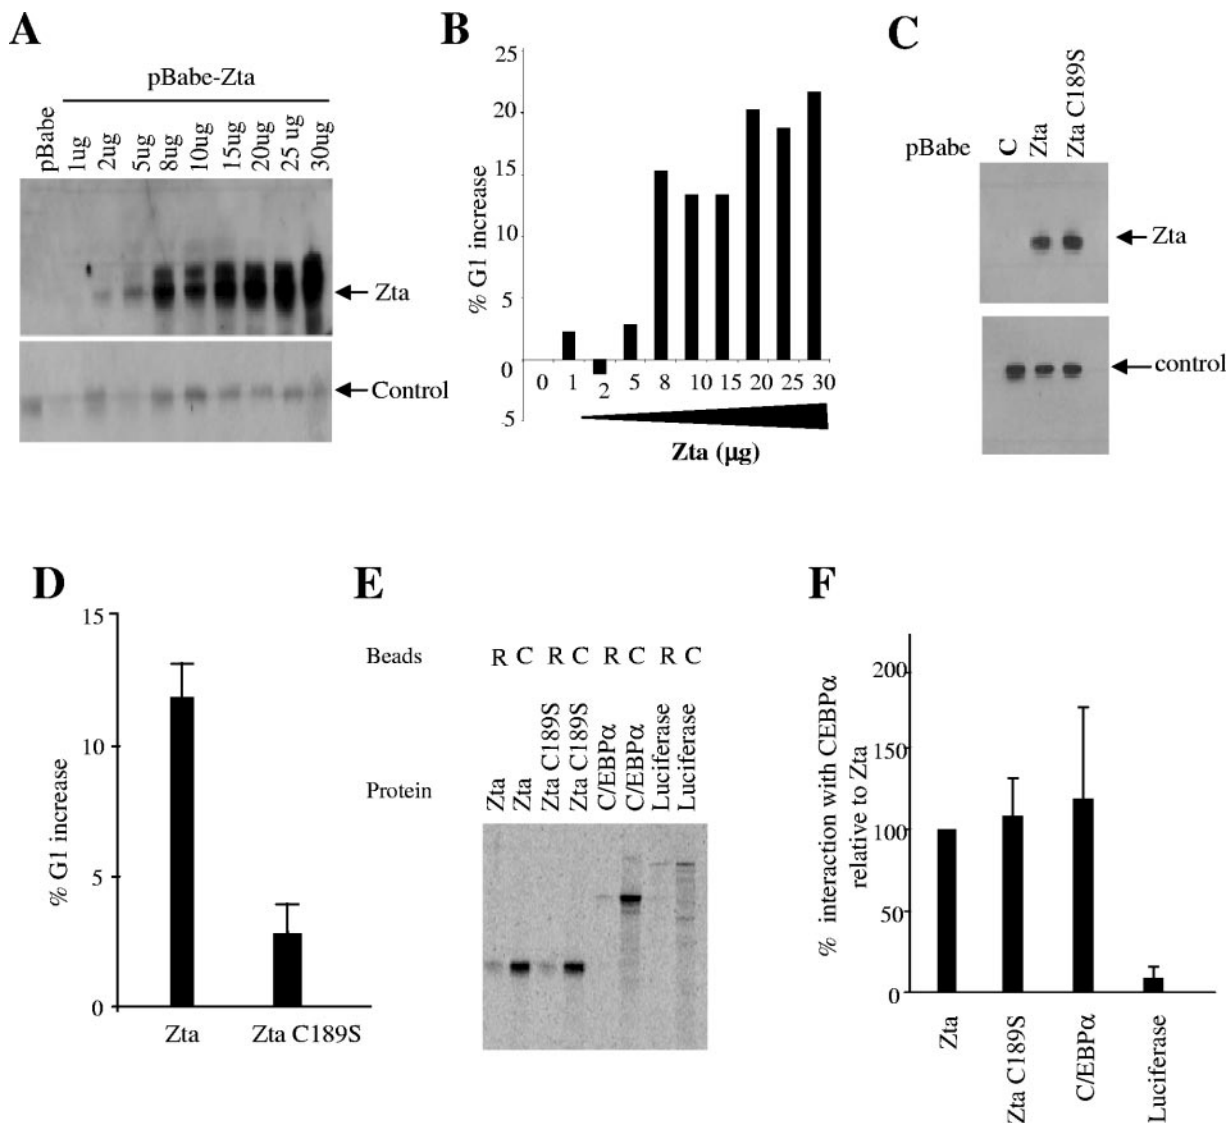 A
pBabe-Zta
pBabe
1ug
2ug
5ug
8ug
10ug
15ug
20ug
25 ug
30ug
Zta
Control
B
% G1 increase
25
20
15
10
5
0
-5
0 1 2 5 8 10 15 20 25 30
Zta (µg)
C
pBabe C Zta Zta C189S
Zta
control
D
% G1 increase
15
10
5
0
Zta Zta C189S
E
Beads R C R C R C R C
Protein Zta Zta Zta C189S Zta C189S C/EBPα C/EBPα Luciferase Luciferase
F
% interaction with CEBPα
relative to Zta
200
150
100
50
0
Zta Zta C189S C/EBPα Luciferase